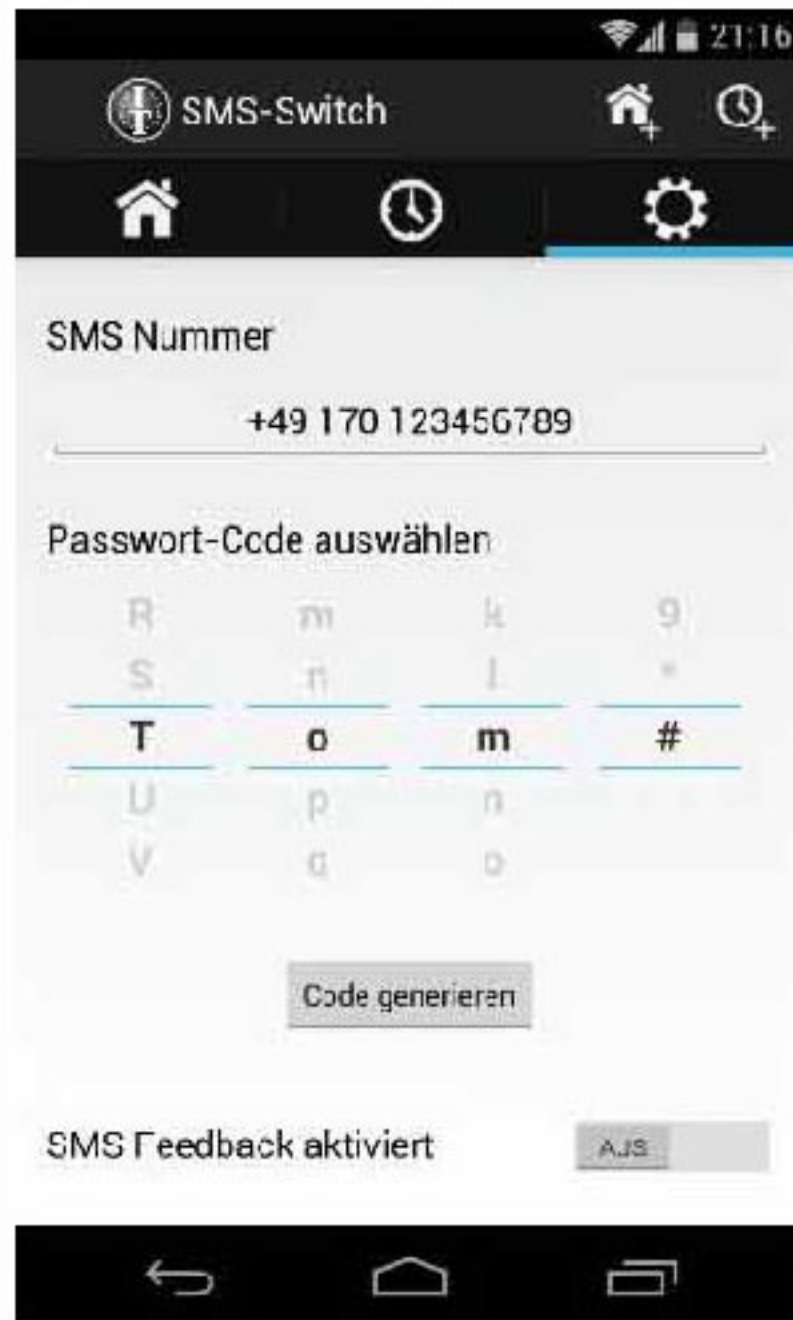 21:16
SMS-Switch
SMS Nummer
+49 170 123456789
Passwort-Code auswählen
R m k 9
S n l *
T o m #
U p n
V q o
Code generieren
SMS Feedback aktiviert
AUS